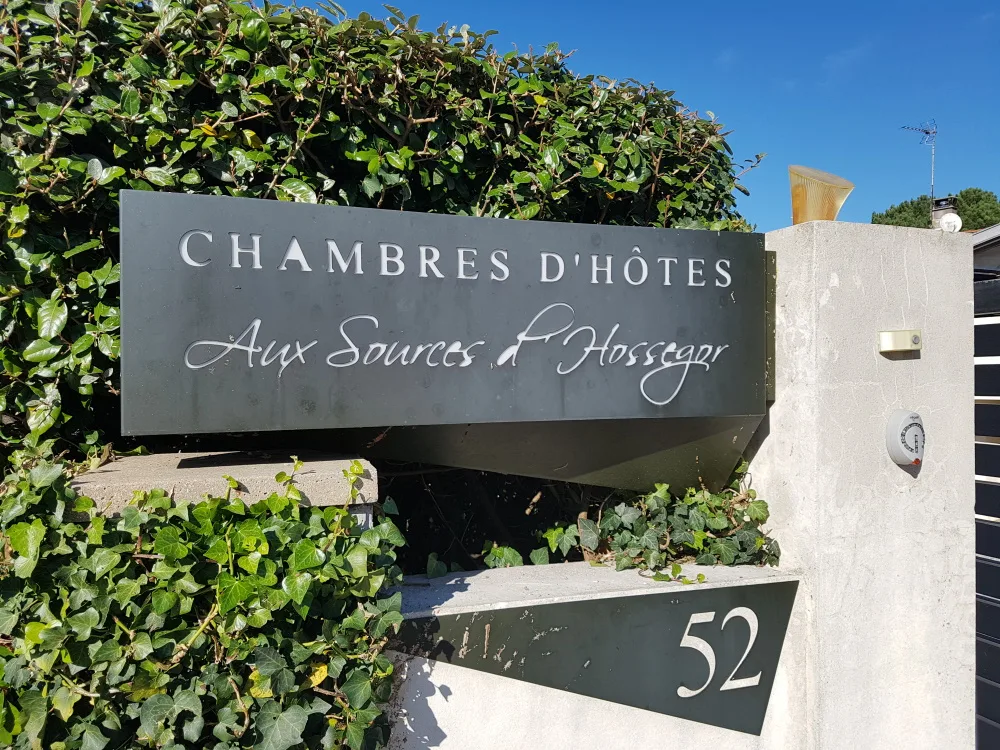 CHAMBRES D'HÔTES
Aux Sources d'Hossegor
52